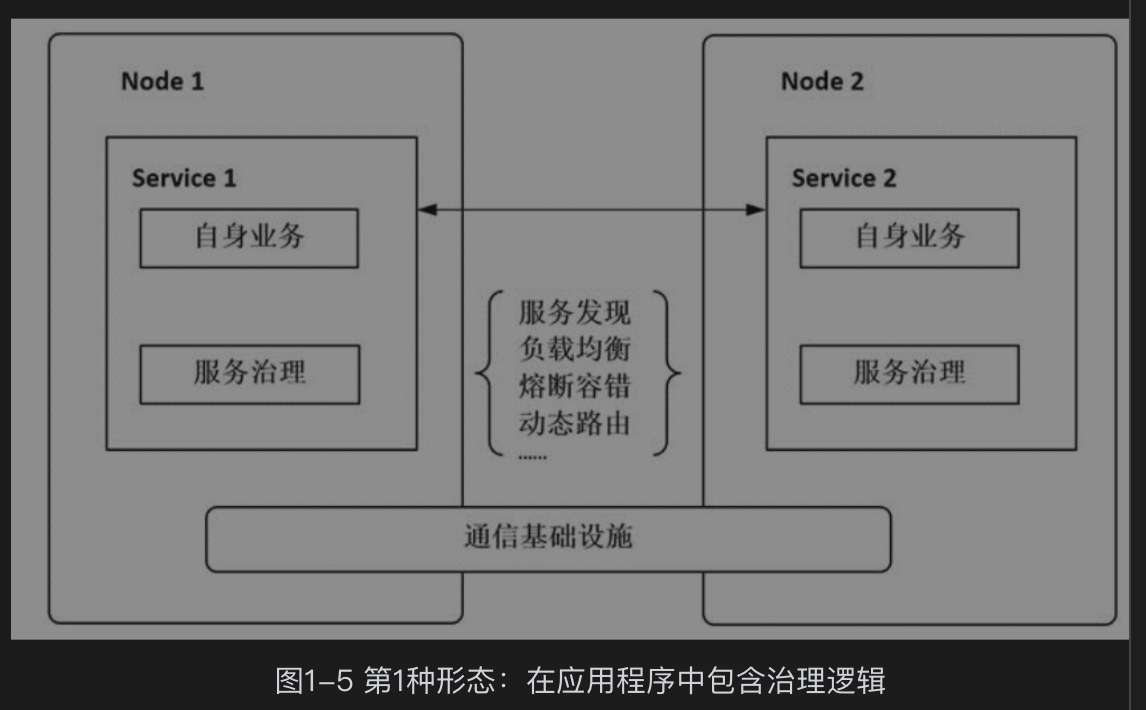 Node 1
Node 2
Service 1
Service 2
自身业务
自身业务
服务发现
负载均衡
熔断容错
动态路由
......
服务治理
服务治理
通信基础设施
图1-5 第1种形态：在应用程序中包含治理逻辑